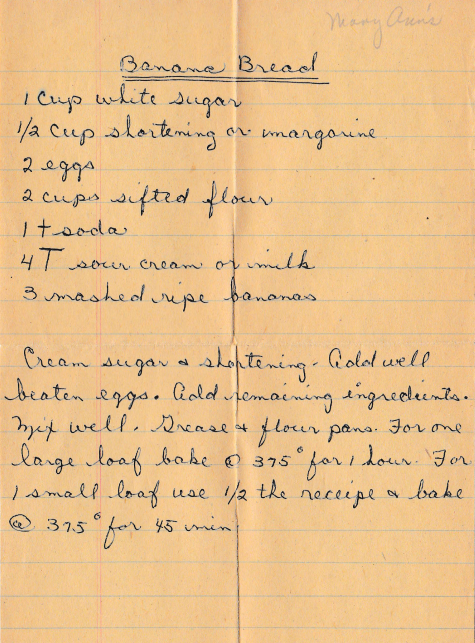 Mary Ann's
Banana Bread
1 cup white sugar
1/2 cup shortening or margarine
2 eggs
2 cups sifted flour
1 t soda
4 T sour cream or milk
3 mashed ripe bananas
Cream sugar & shortening. Add well
beaten eggs. Add remaining ingredients.
Mix well. Grease & flour pans. For one
large loaf bake @ 375° for 1 hour. For
1 small loaf use 1/2 the receipe & bake
@ 375° for 45 min